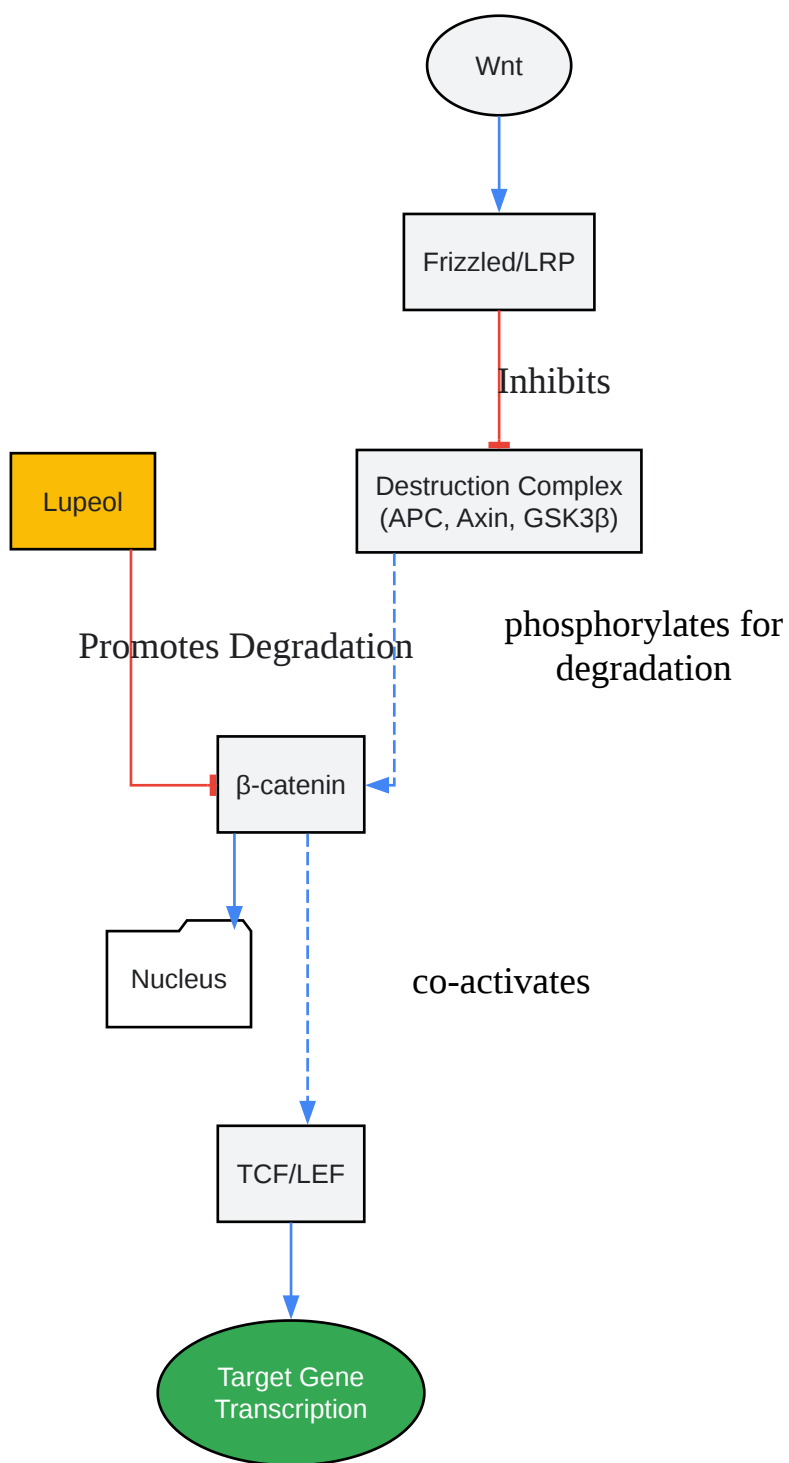 Wnt
Frizzled/LRP
Inhibits
Lupeol
Destruction Complex
(APC, Axin, GSK3β)
Promotes Degradation
phosphorylates for
degradation
β-catenin
Nucleus
co-activates
TCF/LEF
Target Gene
Transcription